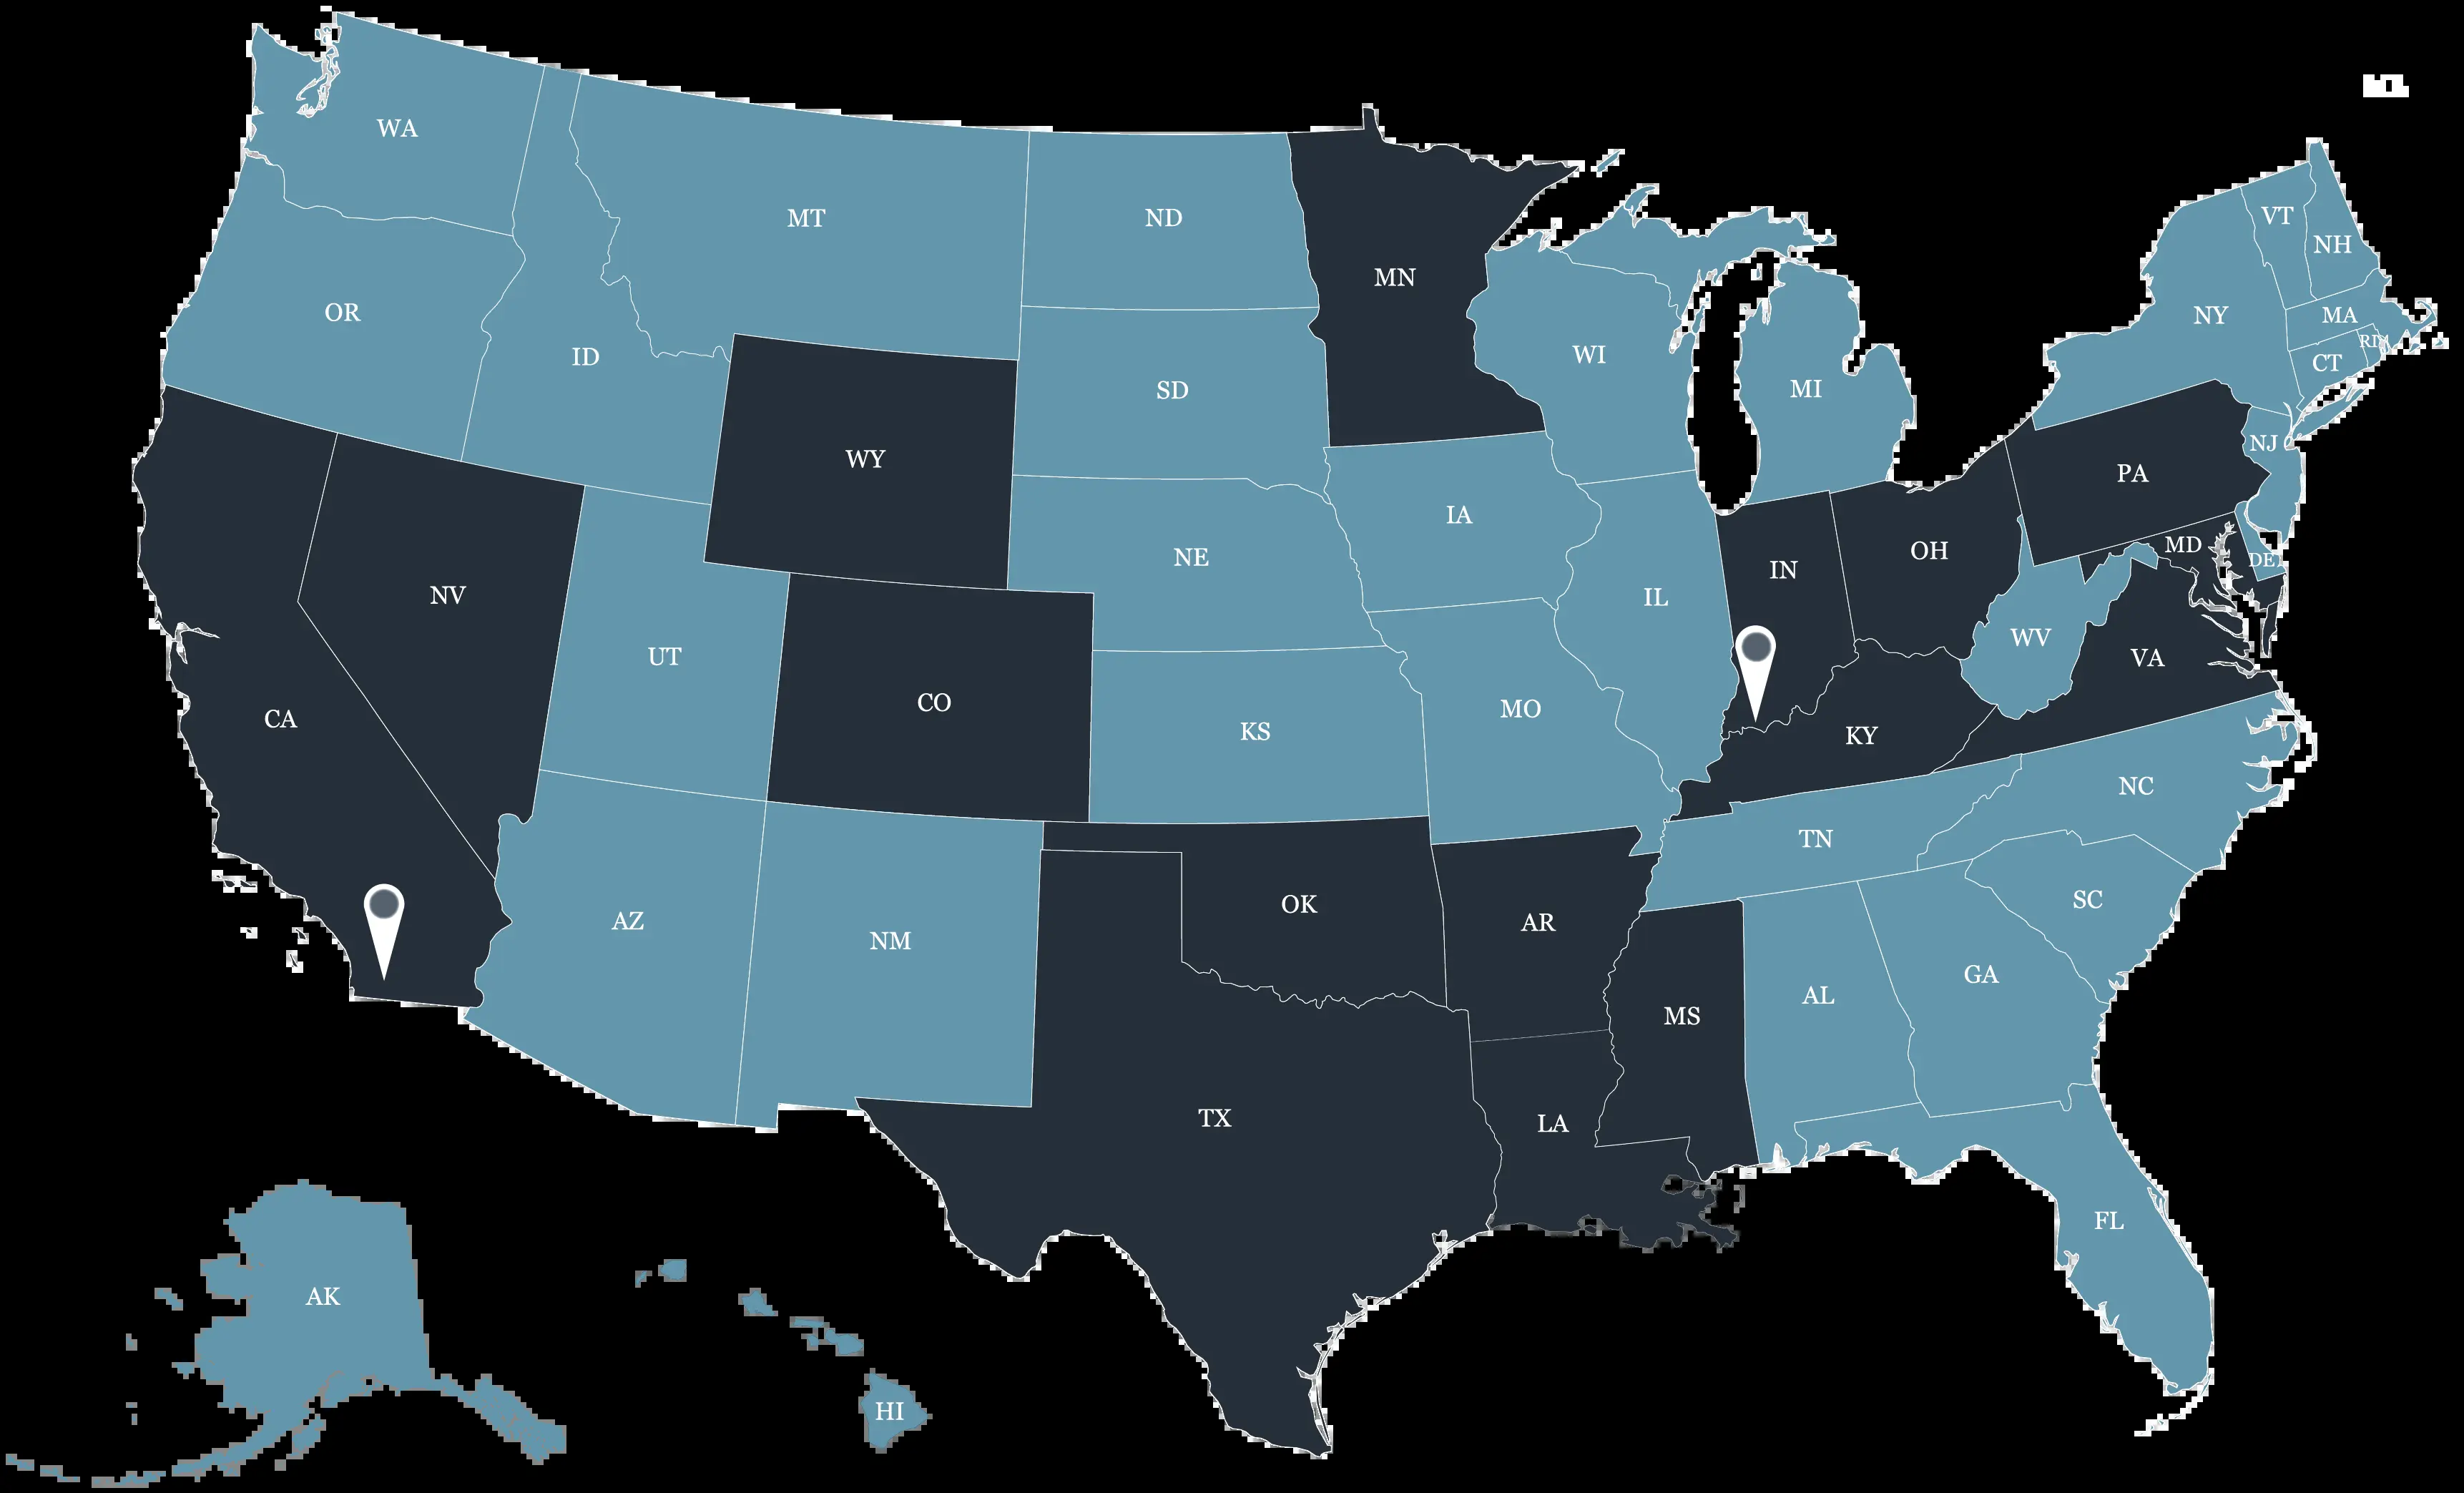 WA
MT
ND
MN
VT
NH
OR
ID
SD
WI
MI
NY
MA
RI
CT
WY
NJ
PA
IA
NE
IN
OH
MD
DE
NV
IL
UT
WV
VA
CA
CO
KS
MO
KY
NC
TN
AZ
NM
OK
AR
SC
MS
AL
GA
TX
LA
FL
AK
HI